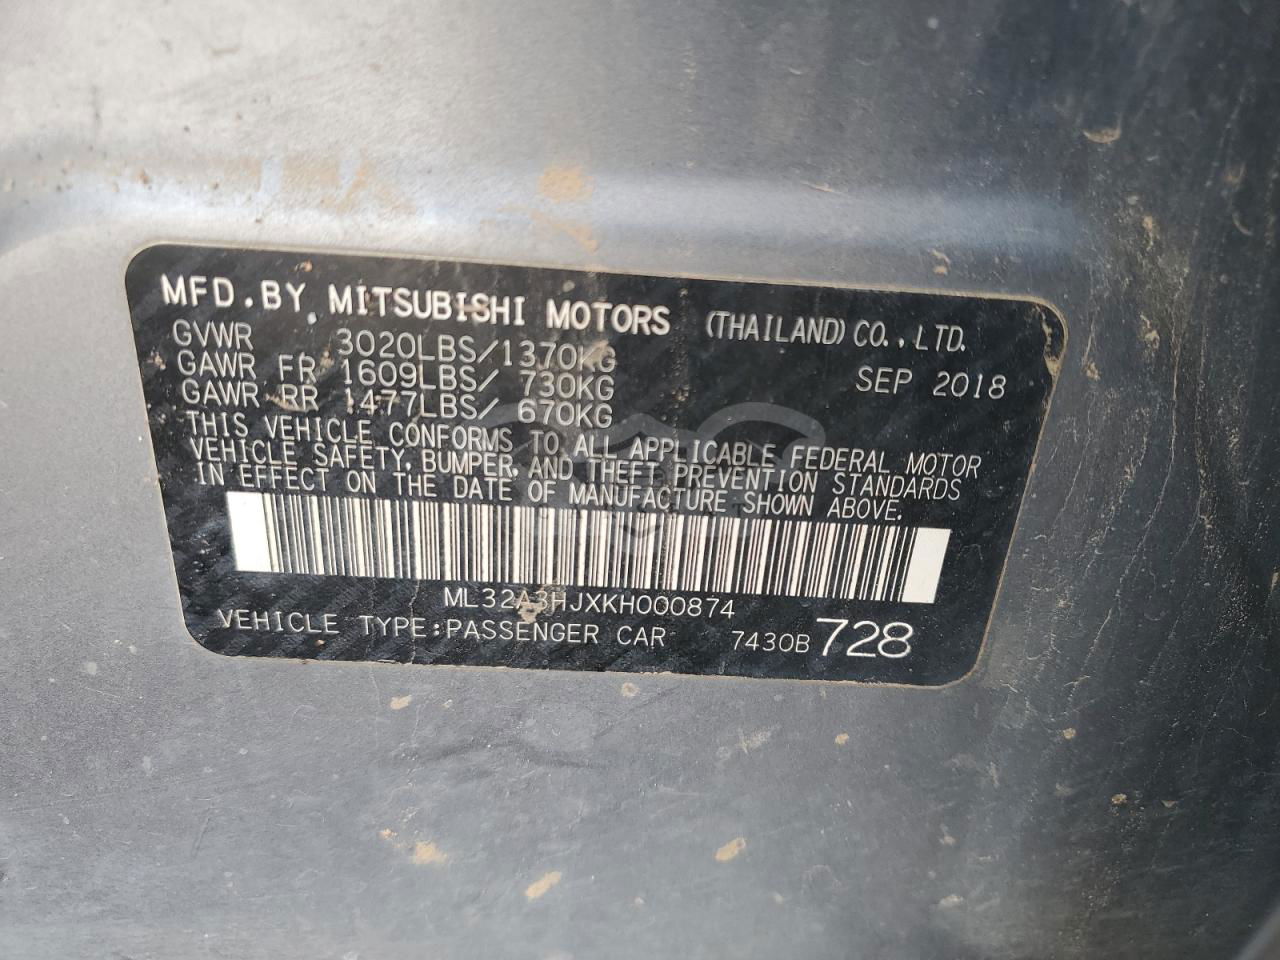 MFD.BY MITSUBISHI MOTORS (THAILAND) CO.,LTD.
GVWR 3020LBS/1370KG
GAWR FR 1609LBS/ 730KG SEP 2018
GAWR RR 1477LBS/ 670KG
THIS VEHICLE CONFORMS TO ALL APPLICABLE FEDERAL MOTOR
VEHICLE SAFETY, BUMPER, AND THEFT PREVENTION STANDARDS
IN EFFECT ON THE DATE OF MANUFACTURE SHOWN ABOVE.
ML32A3HJXKH000874
VEHICLE TYPE:PASSENGER CAR 7430B 728